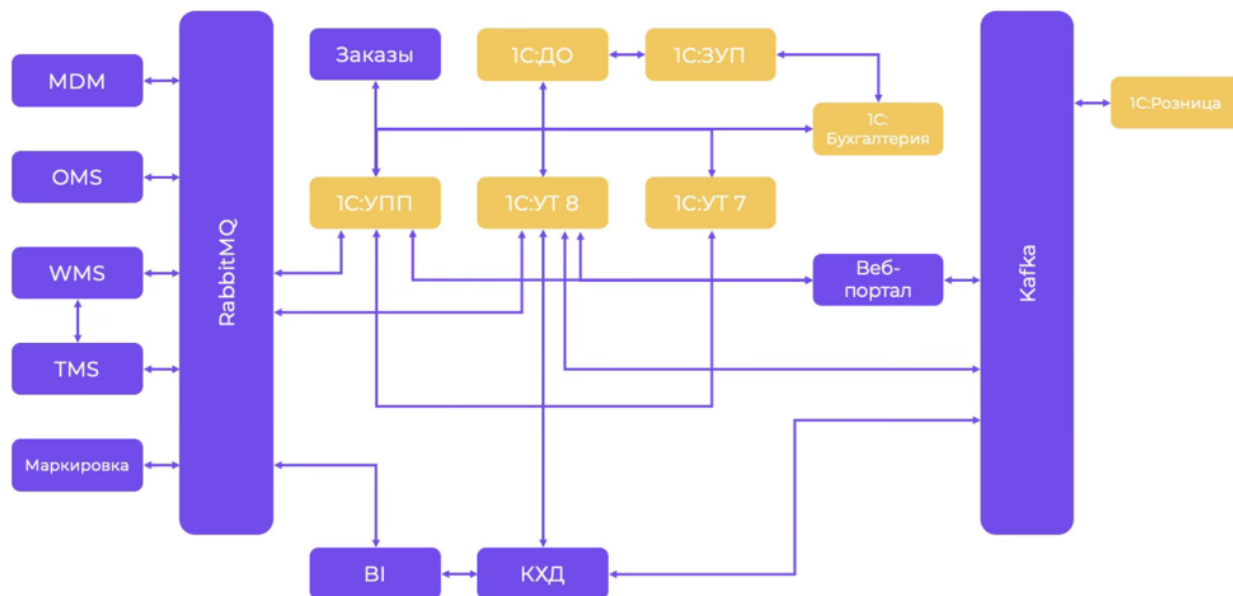 Заказы
1С:ДО
1С:ЗУП
MDM
1С:Розница
1С:
Бухгалтерия
OMS
1С:УПП
1С:УТ 8
1С:УТ 7
RabbitMQ
Kafka
WMS
Веб-
портал
TMS
Маркировка
BI
КХД